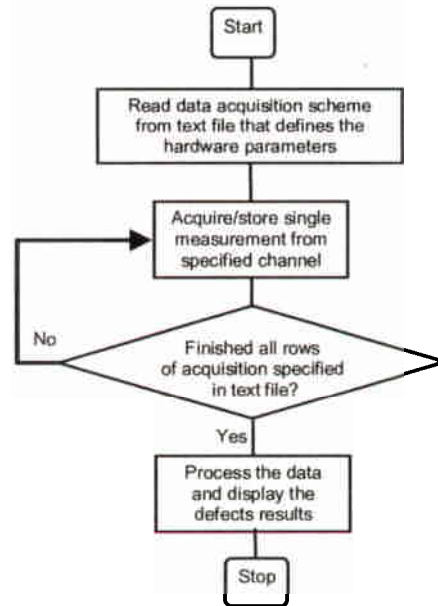 Start
Read data acquisition scheme
from text file that defines the
hardware parameters
Acquire/store single
measurement from
specified channel
No
Finished all rows
of acquisition specified
in text file?
Yes
Process the data
and display the
defects results
Stop